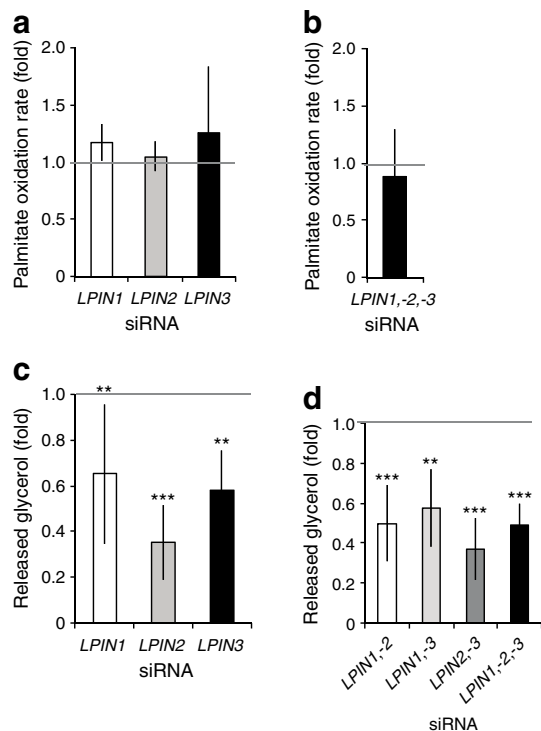 a
Palmitate oxidation rate (fold)
2.0
1.5
1.0
0.5
0
LPIN1 LPIN2 LPIN3
siRNA
b
Palmitate oxidation rate (fold)
2.0
1.5
1.0
0.5
0
LPIN1,-2,-3
siRNA
c
Released glycerol (fold)
1.0
0.8
0.6
0.4
0.2
0
**
***
**
LPIN1 LPIN2 LPIN3
siRNA
d
Released glycerol (fold)
1.0
0.8
0.6
0.4
0.2
0
***
**
***
***
LPIN1,-2
LPIN1,-3
LPIN2,-3
LPIN1,-2,-3
siRNA